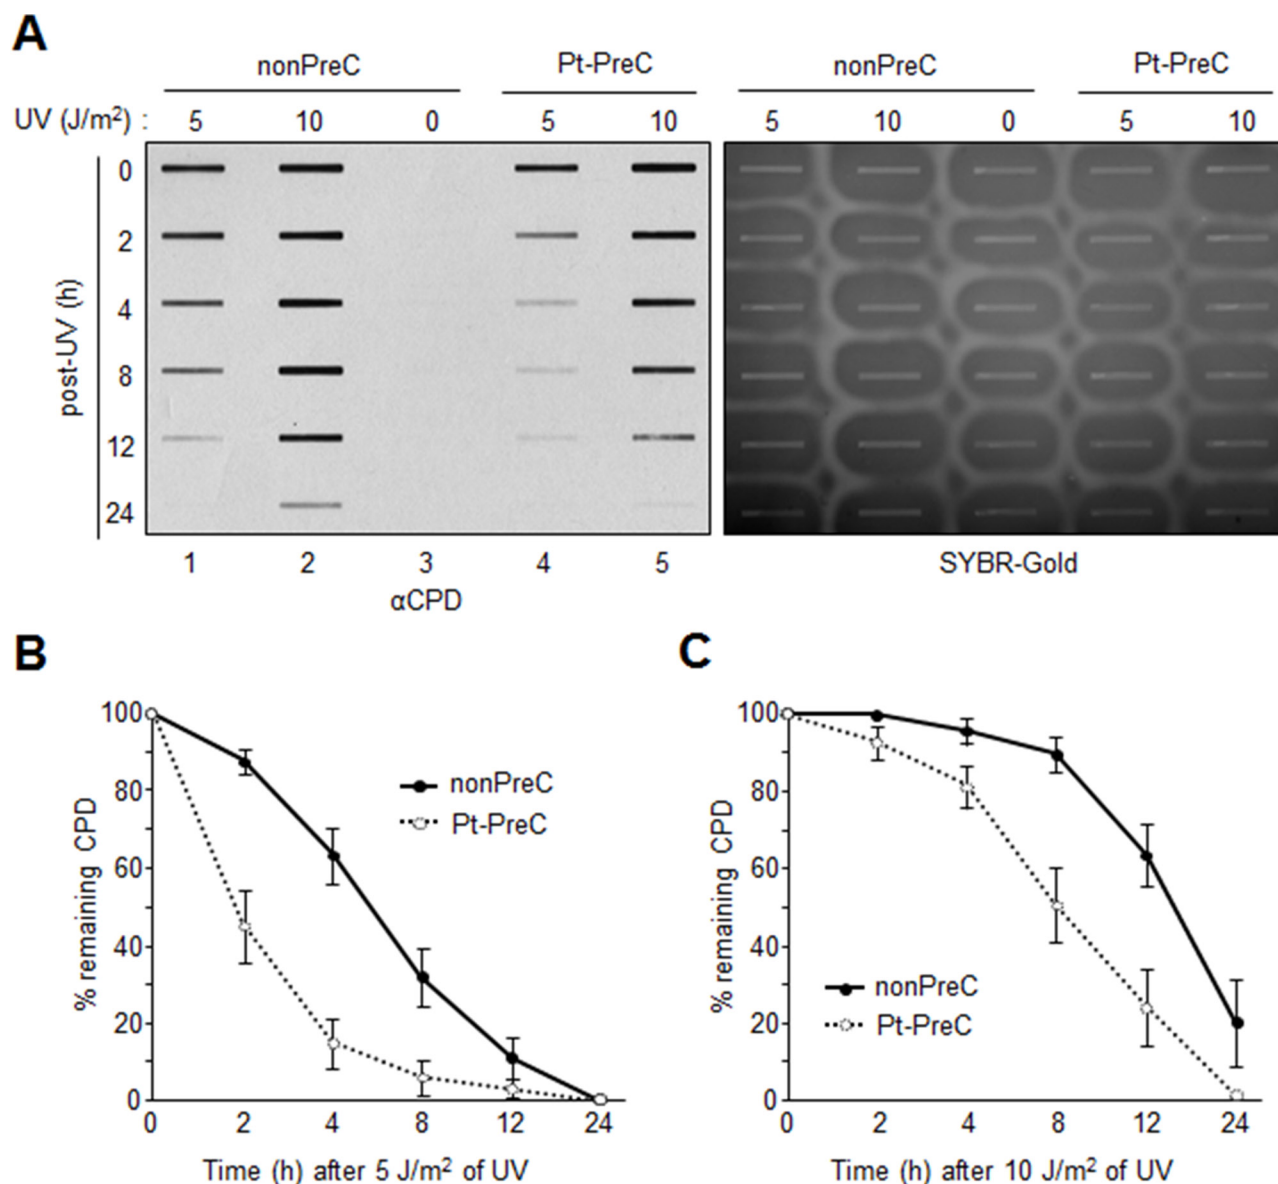 A
nonPreC Pt-PreC nonPreC Pt-PreC
UV (J/m²) : 5 10 0 5 10 5 10 0 5 10
post-UV (h)
0
2
4
8
12
24
1 2 3 4 5 SYBR-Gold
αCPD
B
% remaining CPD
100
80
60
40
20
0
nonPreC
Pt-PreC
0 2 4 8 12 24
Time (h) after 5 J/m² of UV
C
% remaining CPD
100
80
60
40
20
0
nonPreC
Pt-PreC
0 2 4 8 12 24
Time (h) after 10 J/m² of UV